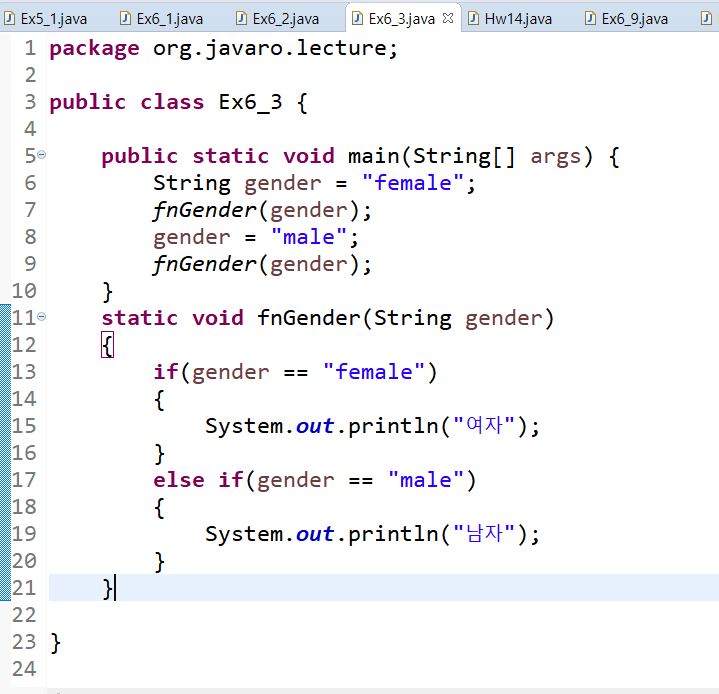 Ex5_1.java Ex6_1.java Ex6_2.java Ex6_3.java Hw14.java Ex6_9.java
1 package org.javaro.lecture;
2
3 public class Ex6_3 {
4
5 public static void main(String[] args) {
6 String gender = "female";
7 fnGender(gender);
8 gender = "male";
9 fnGender(gender);
10 }
11 static void fnGender(String gender)
12 {
13 if(gender == "female")
14 {
15 System.out.println("여자");
16 }
17 else if(gender == "male")
18 {
19 System.out.println("남자");
20 }
21 }
22
23 }
24